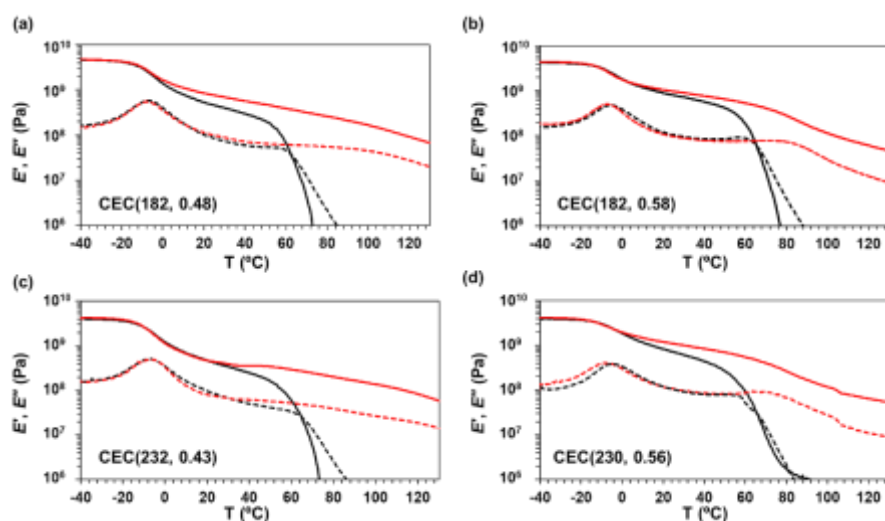 (a)
10¹⁰
10⁹
10⁸
10⁷
10⁶
E', E'' (Pa)
CEC(182, 0.48)
-40 -20 0 20 40 60 80 100 120
T (ºC)
(b)
10¹⁰
10⁹
10⁸
10⁷
10⁶
E', E'' (Pa)
CEC(182, 0.58)
-40 -20 0 20 40 60 80 100 120
T (ºC)
(c)
10¹⁰
10⁹
10⁸
10⁷
10⁶
E', E'' (Pa)
CEC(232, 0.43)
-40 -20 0 20 40 60 80 100 120
T (ºC)
(d)
10¹⁰
10⁹
10⁸
10⁷
10⁶
E', E'' (Pa)
CEC(230, 0.56)
-40 -20 0 20 40 60 80 100 120
T (ºC)